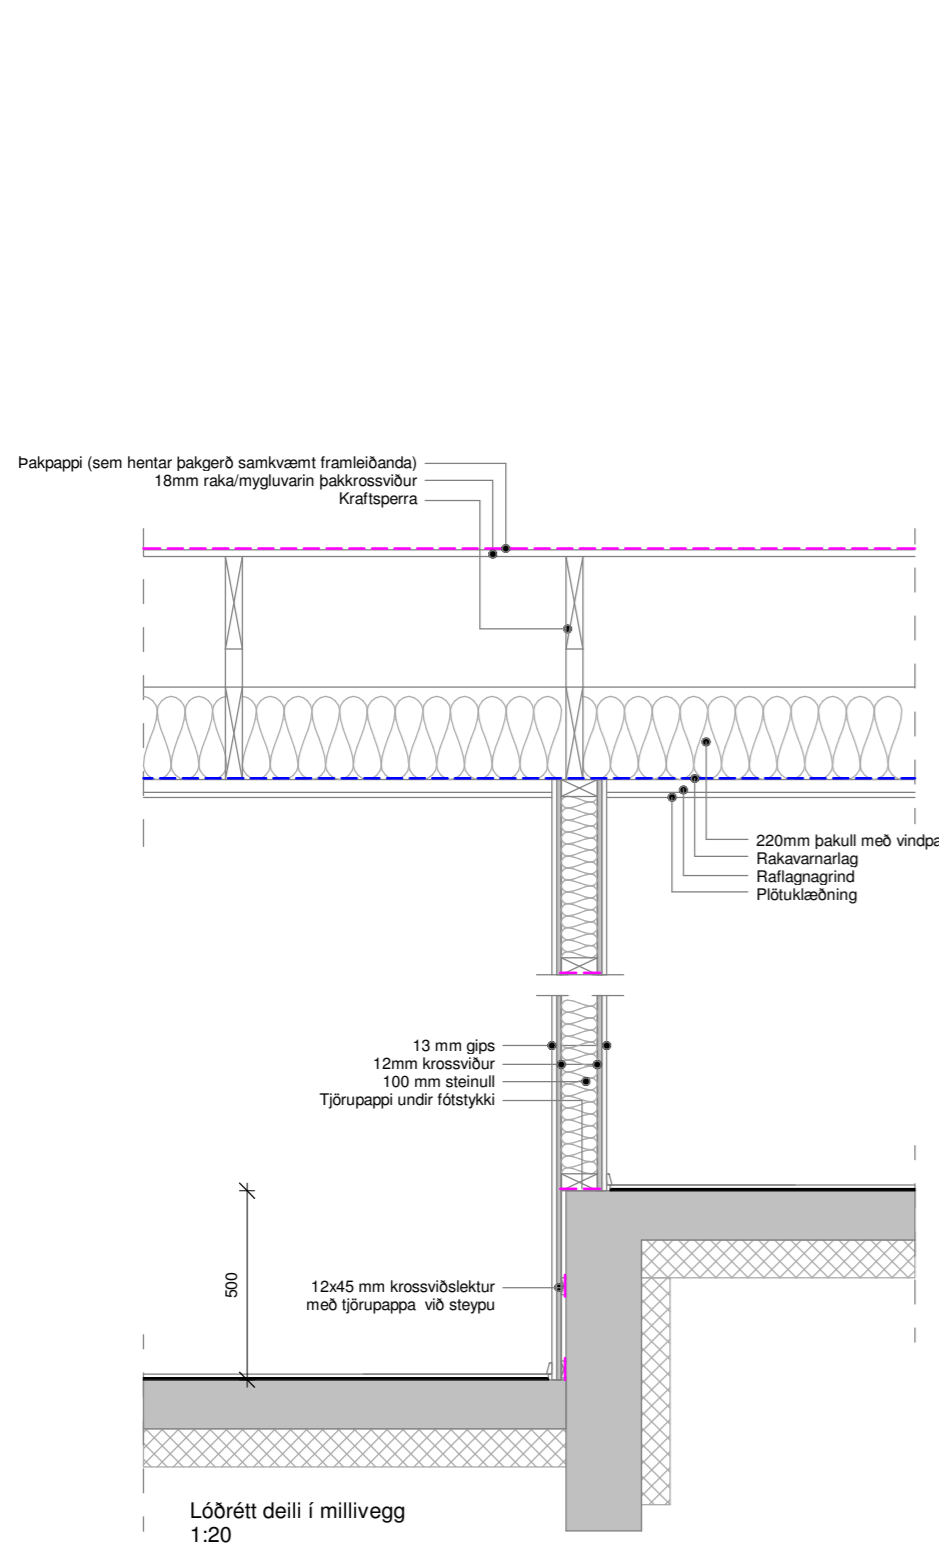 Þakpappi (sem hentar þakgerð samkvæmt framleiðanda)
18mm raka/mygluvarin þakkrossviður
Kraftsperra
220mm þakull með vindpa
Rakavarnarlag
Raflagnagrind
Plötuklæðning
13 mm gips
12mm krossviður
100 mm steinull
Tjörupappi undir fótstykki
500
12x45 mm krossviðslektur
með tjörupappa við steypu
Lóðrétt deili í millivegg
1:20